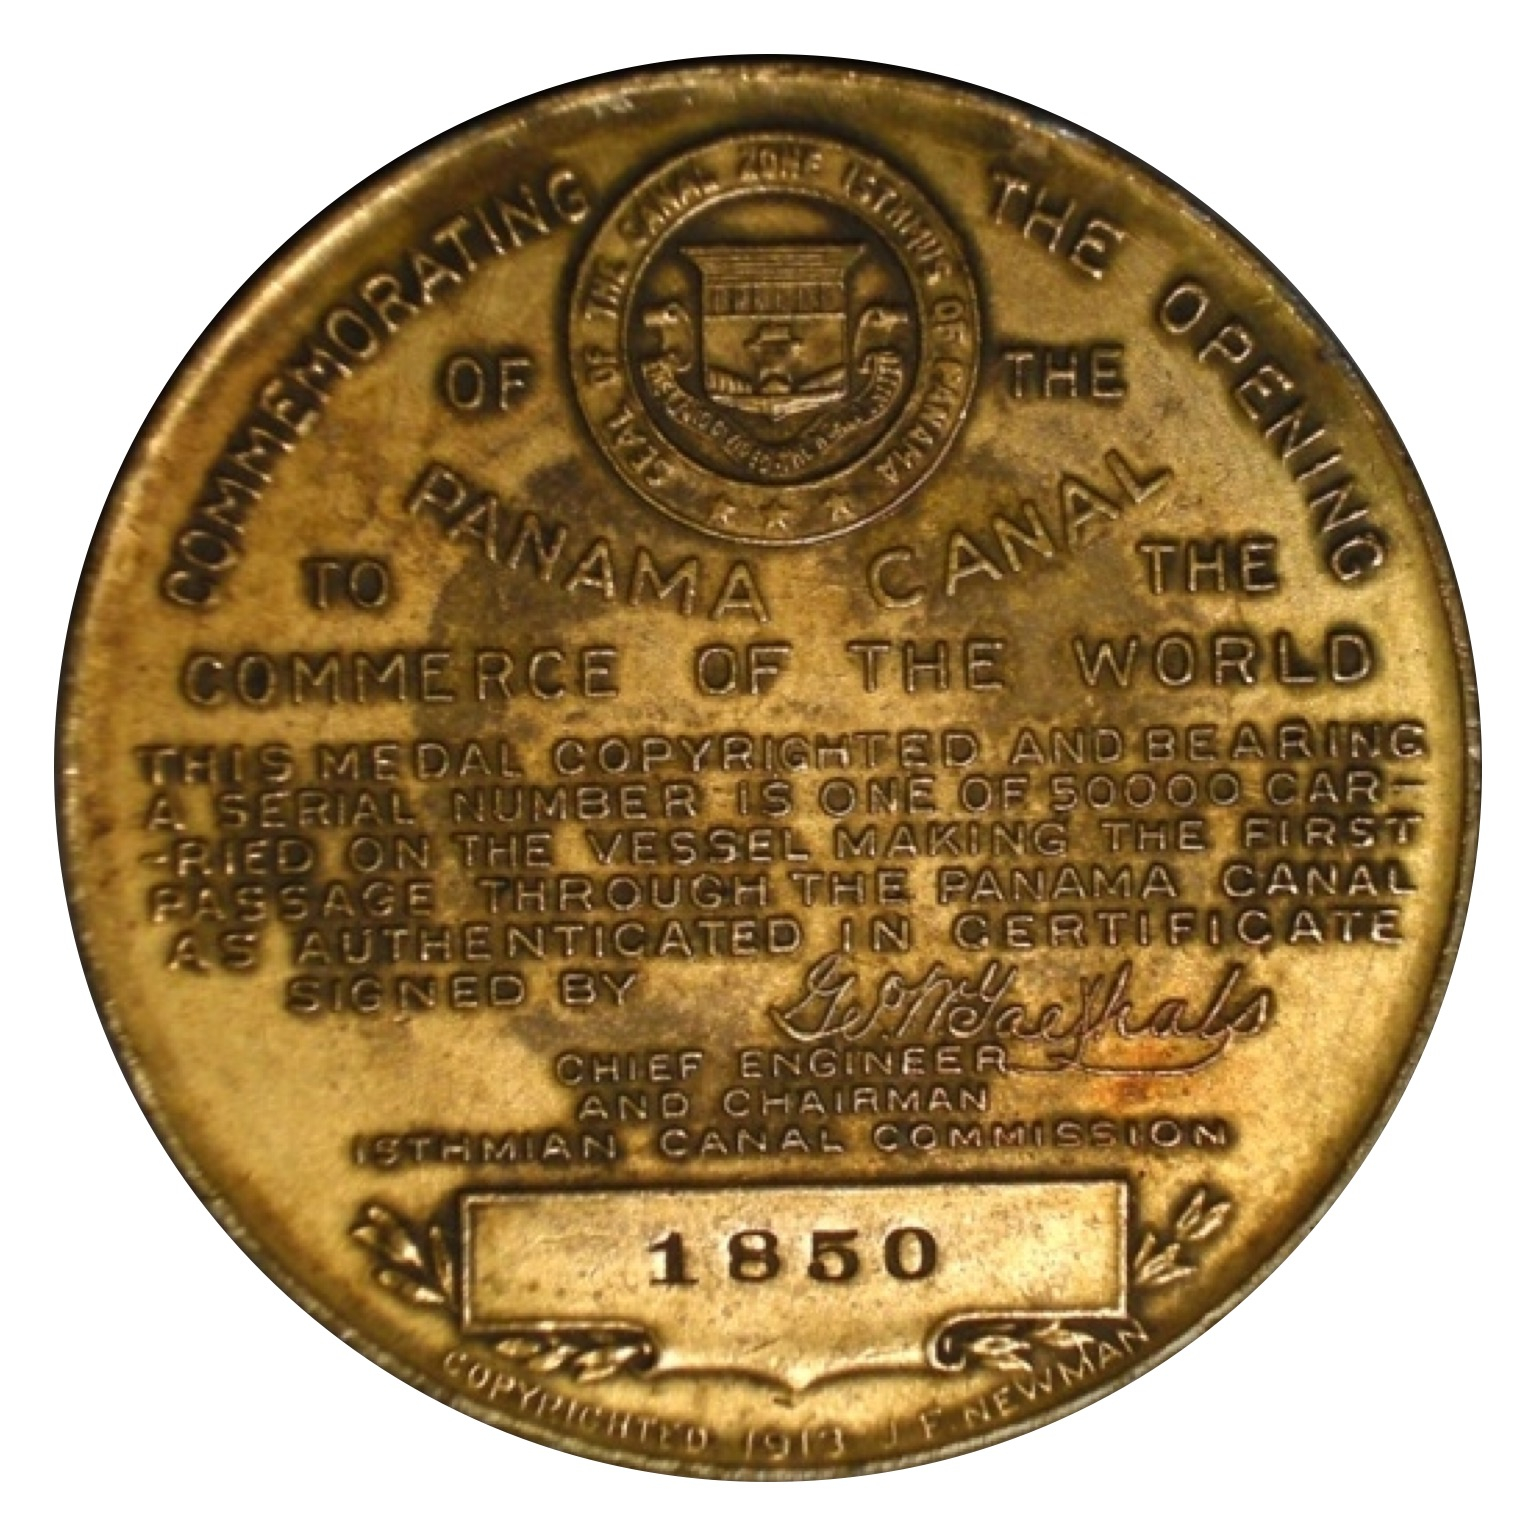 COMMEMORATING THE OPENING
SEAL OF THE CANAL ZONE ISTHMUS OF PANAMA
OF THE
PANAMA CANAL
TO THE
COMMERCE OF THE WORLD
THIS MEDAL COPYRIGHTED AND BEARING
A SERIAL NUMBER IS ONE OF 50000 CAR-
-RIED ON THE VESSEL MAKING THE FIRST
PASSAGE THROUGH THE PANAMA CANAL
AS AUTHENTICATED IN CERTIFICATE
SIGNED BY Geo W Goethals
CHIEF ENGINEER
AND CHAIRMAN
ISTHMIAN CANAL COMMISSION
1850
COPYRIGHTED 1913 J.F. NEWMAN